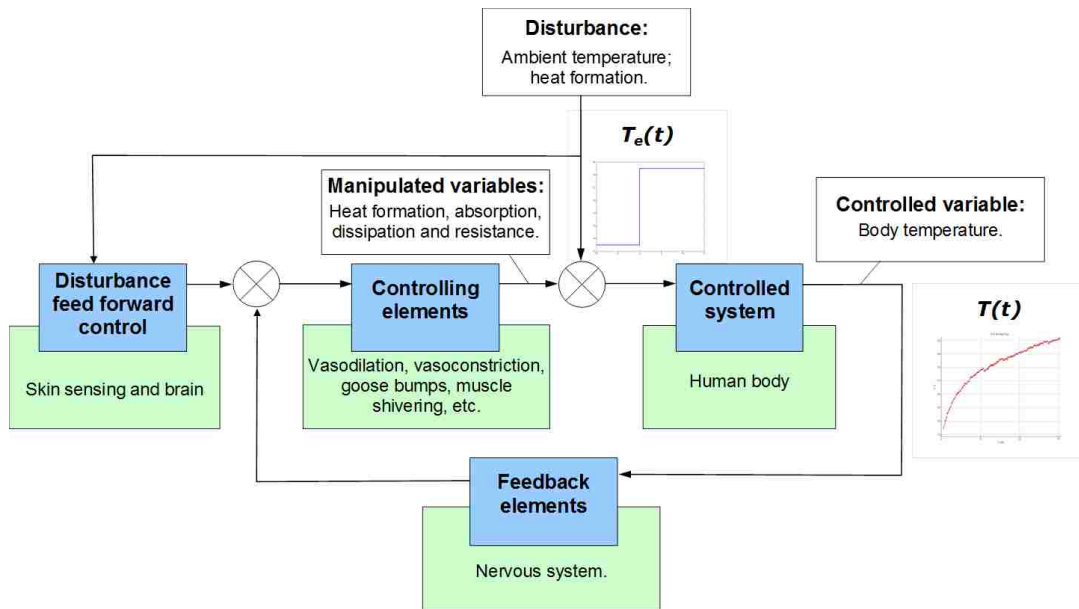 Disturbance:
Ambient temperature;
heat formation.
Te(t)
Manipulated variables:
Heat formation, absorption,
dissipation and resistance.
Controlled variable:
Body temperature.
Disturbance
feed forward
control
Skin sensing and brain
Controlling
elements
Vasodilation, vasoconstriction,
goose bumps, muscle
shivering, etc.
Controlled
system
Human body
T(t)
Feedback
elements
Nervous system.